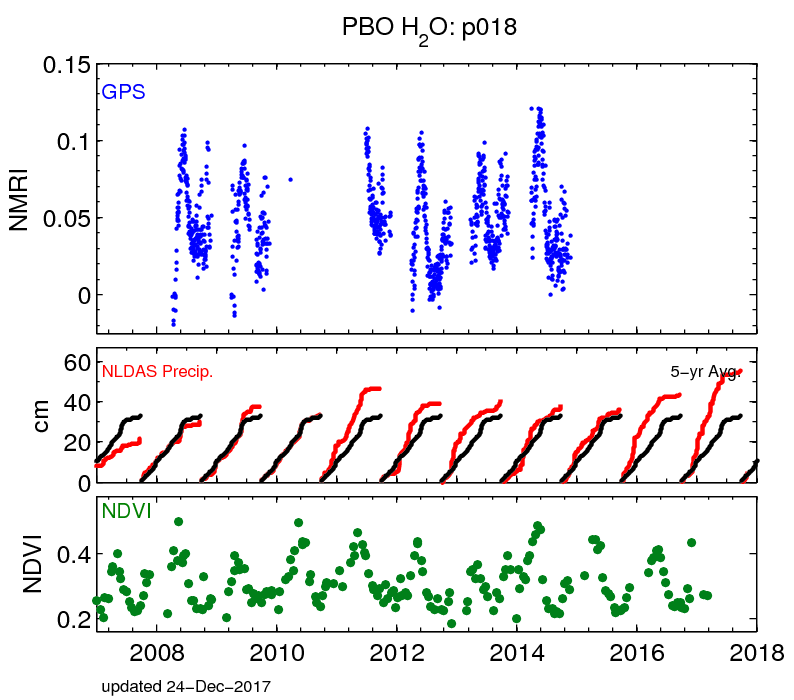 PBO H2O: p018
0.15
GPS
0.1
NMRI
0.05
0
60
NLDAS Precip.
5−yr Avg.
40
cm
20
0
NDVI
0.4
NDVI
0.2
2008 2010 2012 2014 2016 2018
updated 24−Dec−2017